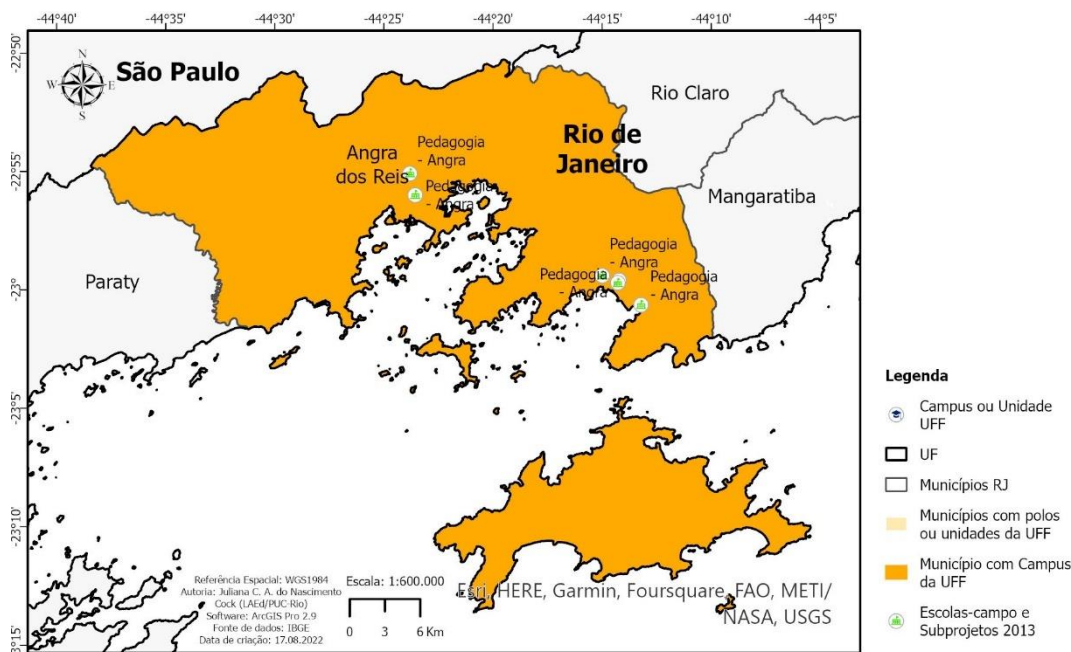 -44°40'
-44°35'
-44°30'
-44°25'
-44°20'
-44°15'
-44°10'
-44°5'
-22°50'
-22°55'
-23°
-23°5'
-23°10'
-23°15'
N
W
E
S
São Paulo
Rio Claro
Rio de
Janeiro
Mangaratiba
Angra
dos Reis
Pedagogia
- Angra
Pedagogia
- Angra
Paraty
Pedagogia
- Angra
Pedagogia
- Angra
Pedagogia
- Angra
Referência Espacial: WGS1984
Autoria: Juliana C. A. do Nascimento
Cock (LAEd/PUC-Rio)
Software: ArcGIS Pro 2.9
Fonte de dados: IBGE
Data de criação: 17.08.2022
Escala: 1:600.000
0 3 6 Km
Esri, HERE, Garmin, Foursquare, FAO, METI/
NASA, USGS
Legenda
Campus ou Unidade
UFF
UF
Municípios RJ
Municípios com polos
ou unidades da UFF
Município com Campus
da UFF
Escolas-campo e
Subprojetos 2013